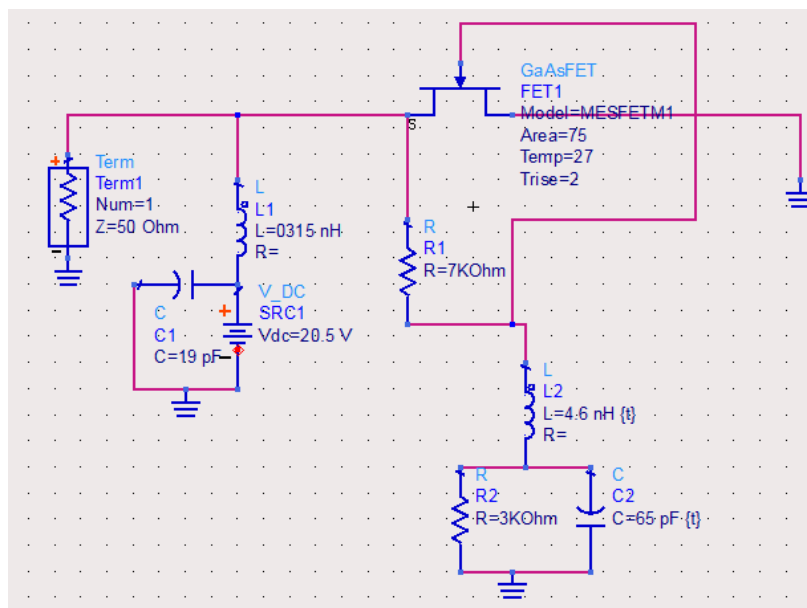 GaAsFET
FET1
Model=MESFETM1
Area=75
Temp=27
Trise=2
S
Term
Term1
Num=1
Z=50 Ohm
L
L1
L=0315 nH
R=
R
R1
R=7KOhm
V_DC
SRC1
Vdc=20.5 V
C
C1
C=19 pF
L
L2
L=4.6 nH {t}
R=
R
R2
R=3KOhm
C
C2
C=65 pF {t}